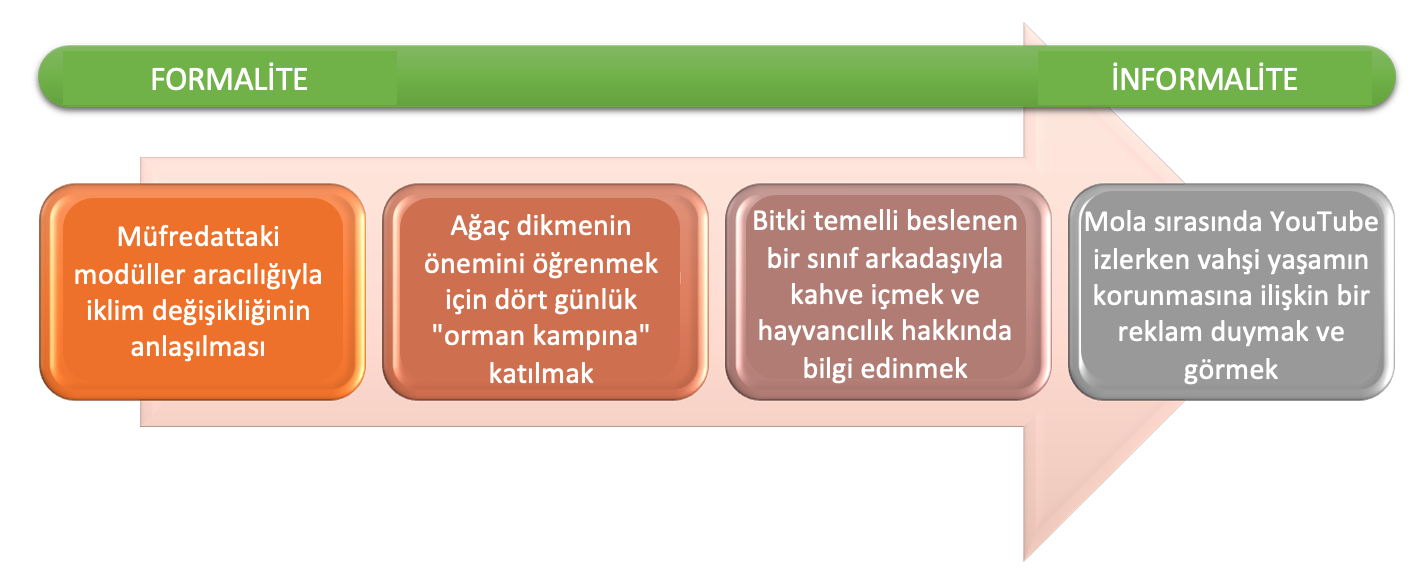 FORMALİTE
İNFORMALİTE
Müfredattaki
modüller aracılığıyla
iklim değişikliğinin
anlaşılması
Ağaç dikmenin
önemini öğrenmek
için dört günlük
"orman kampına"
katılmak
Bitki temelli beslenen
bir sınıf arkadaşıyla
kahve içmek ve
hayvancılık hakkında
bilgi edinmek
Mola sırasında YouTube
izlerken vahşi yaşamın
korunmasına ilişkin bir
reklam duymak ve
görmek